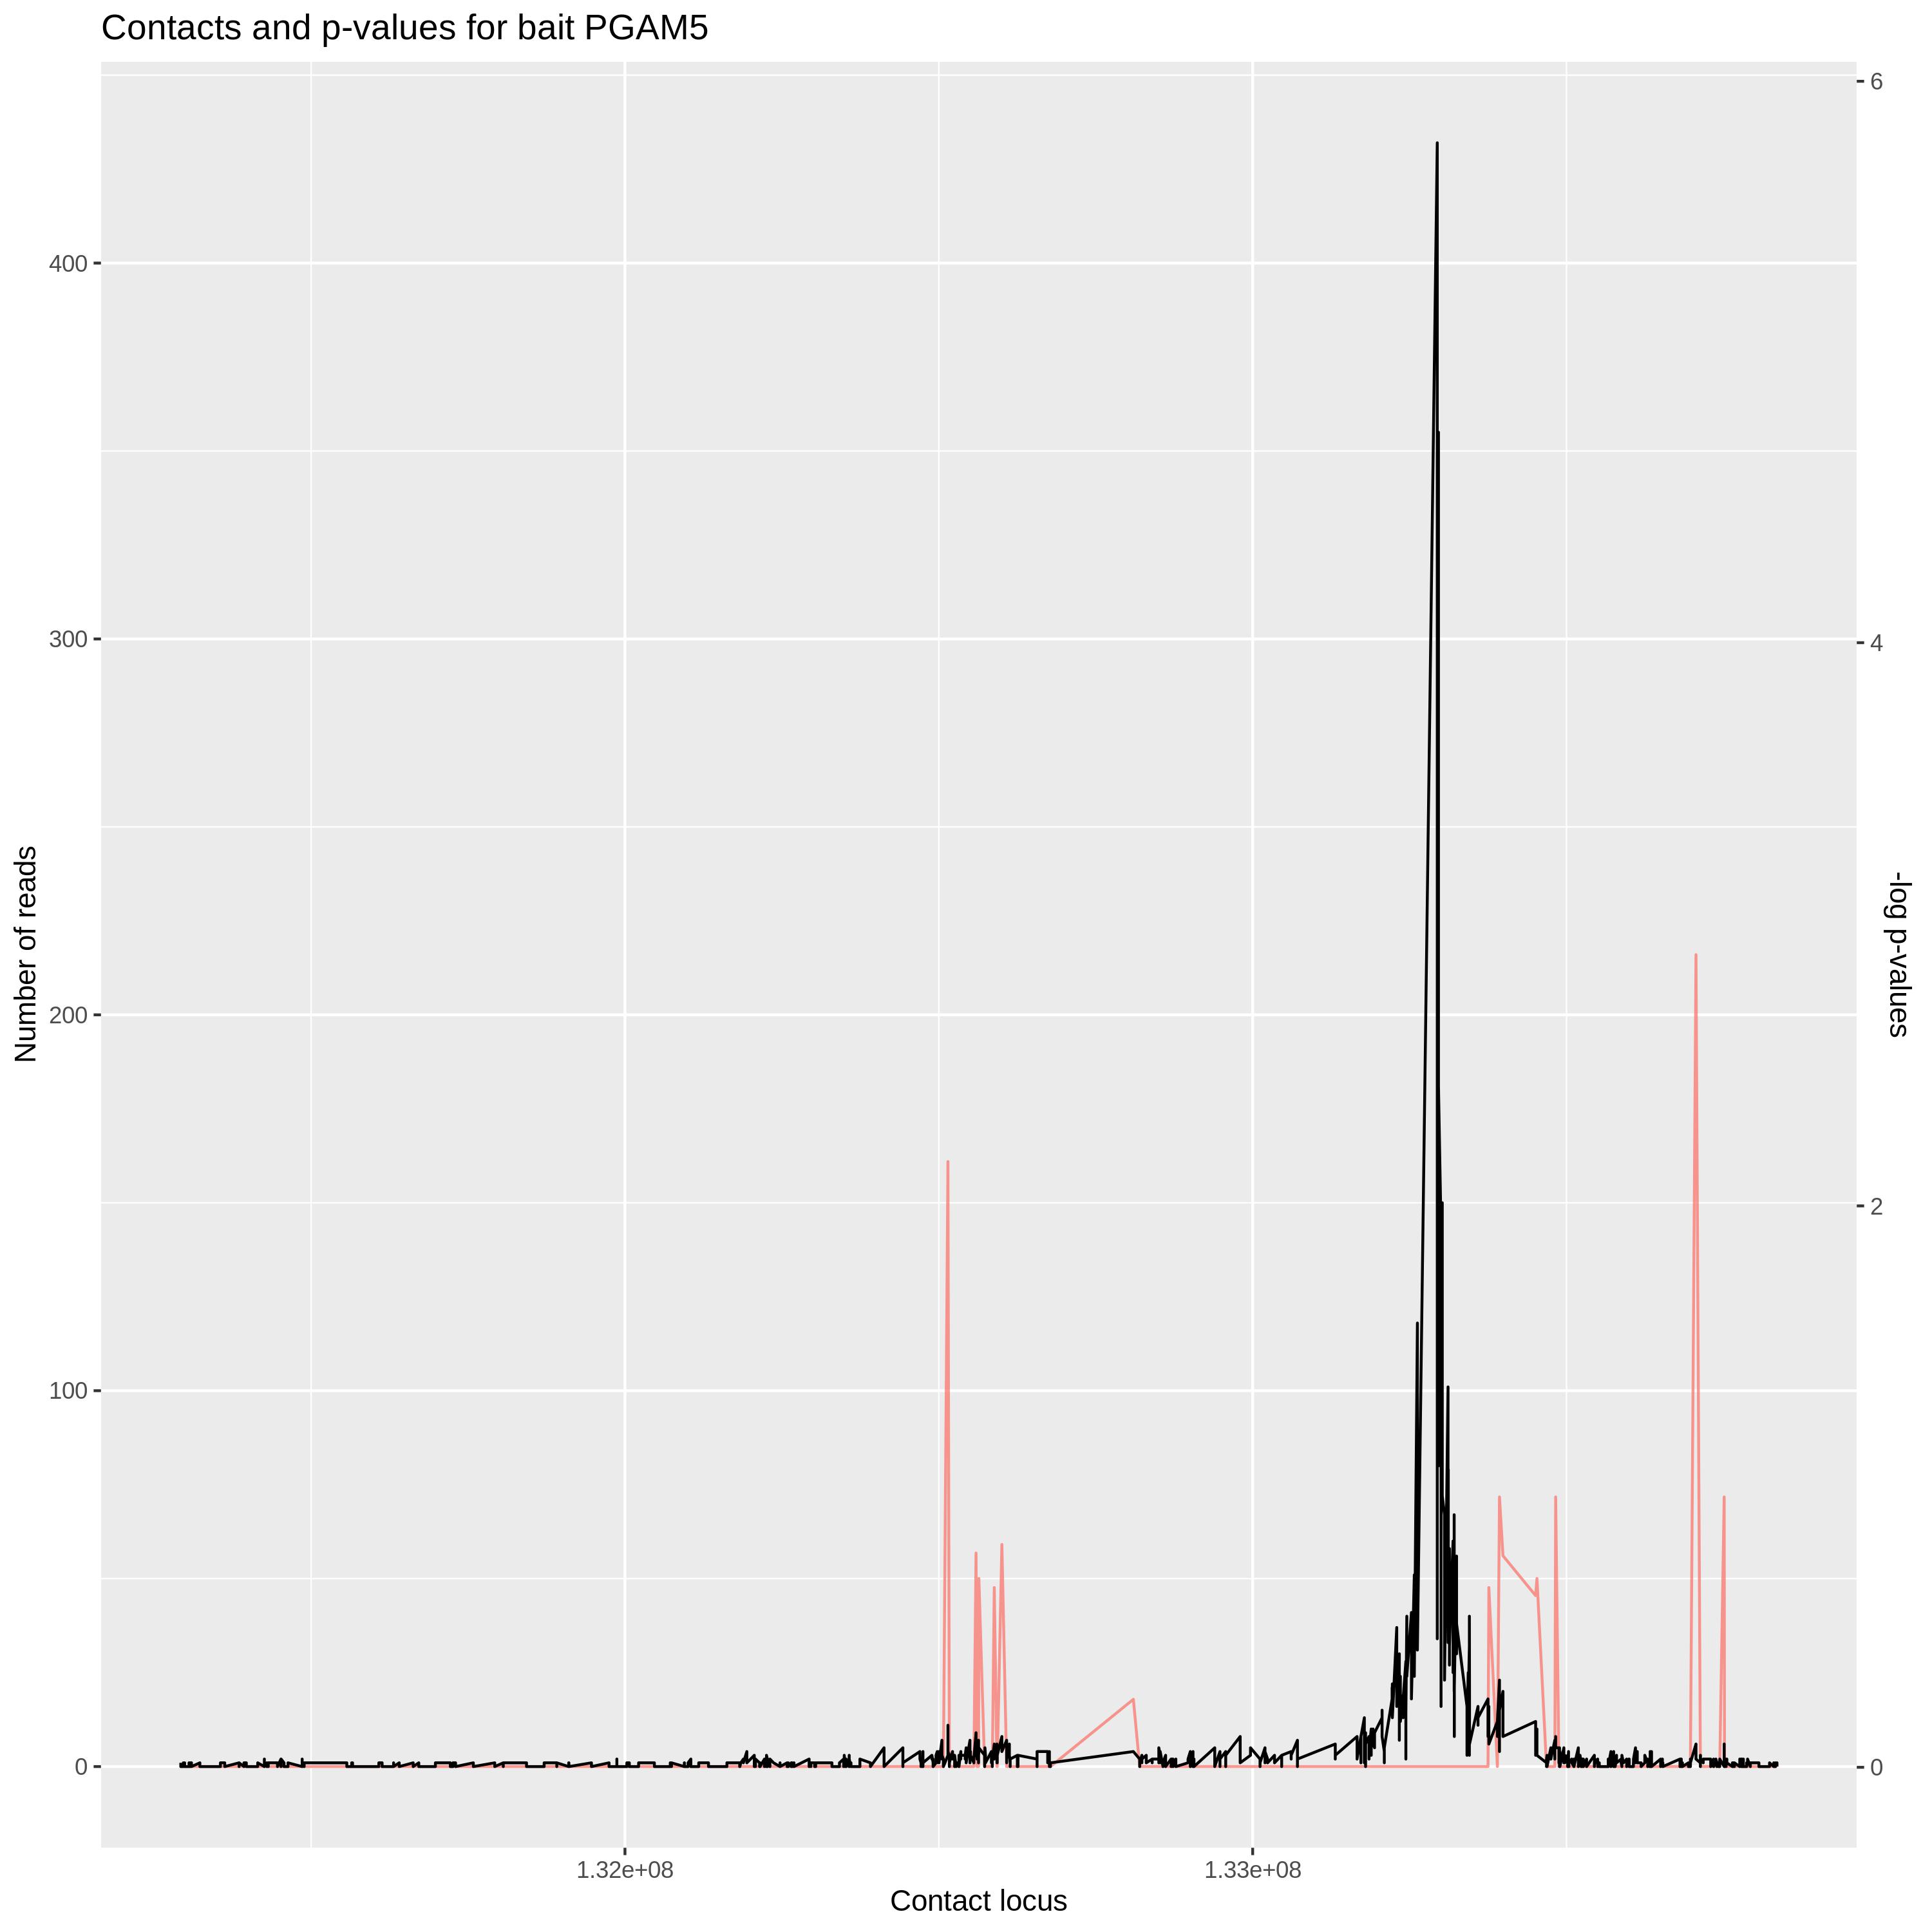 Contacts and p-values for bait PGAM5
Number of reads
400
300
200
100
0
6
4
2
0
-log p-values
1.32e+08
1.33e+08
Contact locus